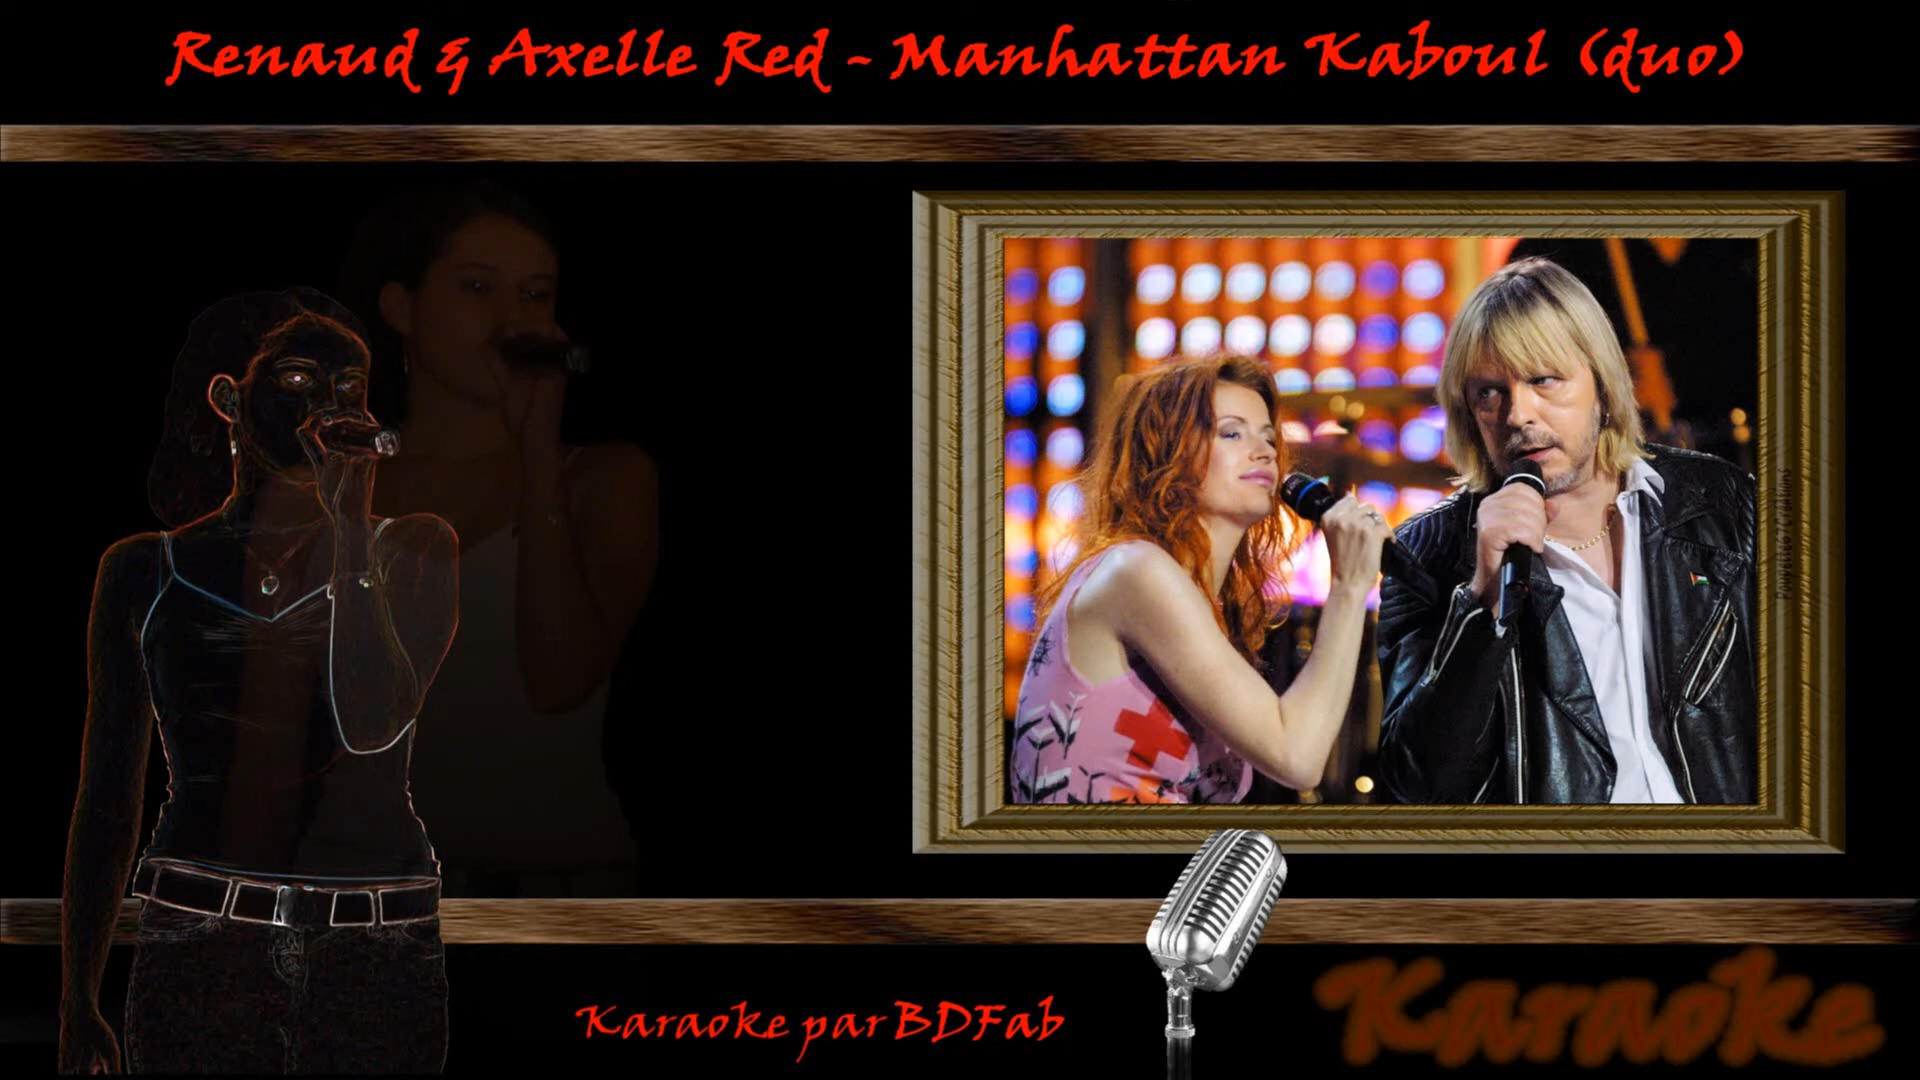 Renaud & Axelle Red - Manhattan Kaboul (duo)
Karaoke par BDFab
Karaoke